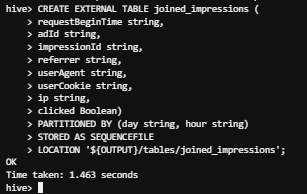 hive> CREATE EXTERNAL TABLE joined_impressions (
    > requestBeginTime string,
    > adId string,
    > impressionId string,
    > referrer string,
    > userAgent string,
    > userCookie string,
    > ip string,
    > clicked Boolean)
    > PARTITIONED BY (day string, hour string)
    > STORED AS SEQUENCEFILE
    > LOCATION '${OUTPUT}/tables/joined_impressions';
OK
Time taken: 1.463 seconds
hive>